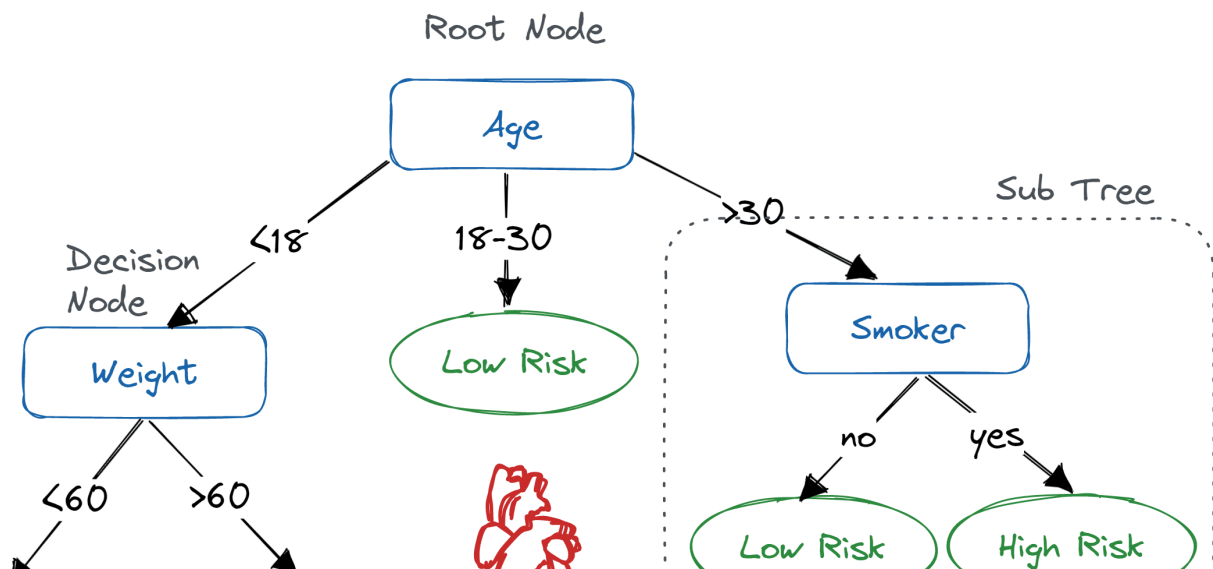 Root Node
Age
Sub Tree
>30
<18
18-30
Decision
Node
Smoker
Low Risk
Weight
no
yes
<60
>60
Low Risk
High Risk